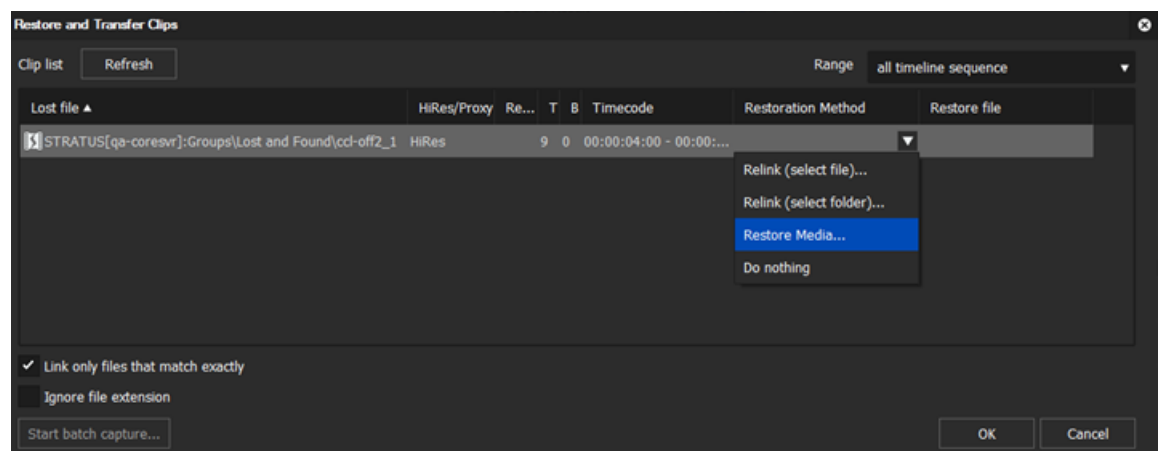 Restore and Transfer Clips
Clip list Refresh Range all timeline sequence
Lost file HiRes/Proxy Re... T B Timecode Restoration Method Restore file
STRATUS[qa-coresvr]:Groups\Lost and Found\ccl-off2_1 HiRes 9 0 00:00:04:00 - 00:00:...
Relink (select file)...
Relink (select folder)...
Restore Media...
Do nothing
Link only files that match exactly
Ignore file extension
Start batch capture... OK Cancel